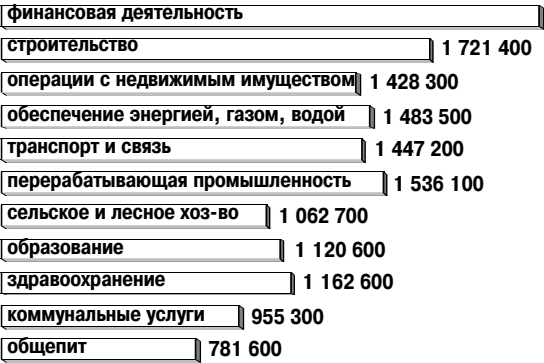 финансовая деятельность
строительство 1 721 400
операции с недвижимым имуществом 1 428 300
обеспечение энергией, газом, водой 1 483 500
транспорт и связь 1 447 200
перерабатывающая промышленность 1 536 100
сельское и лесное хоз-во 1 062 700
образование 1 120 600
здравоохранение 1 162 600
коммунальные услуги 955 300
общепит 781 600